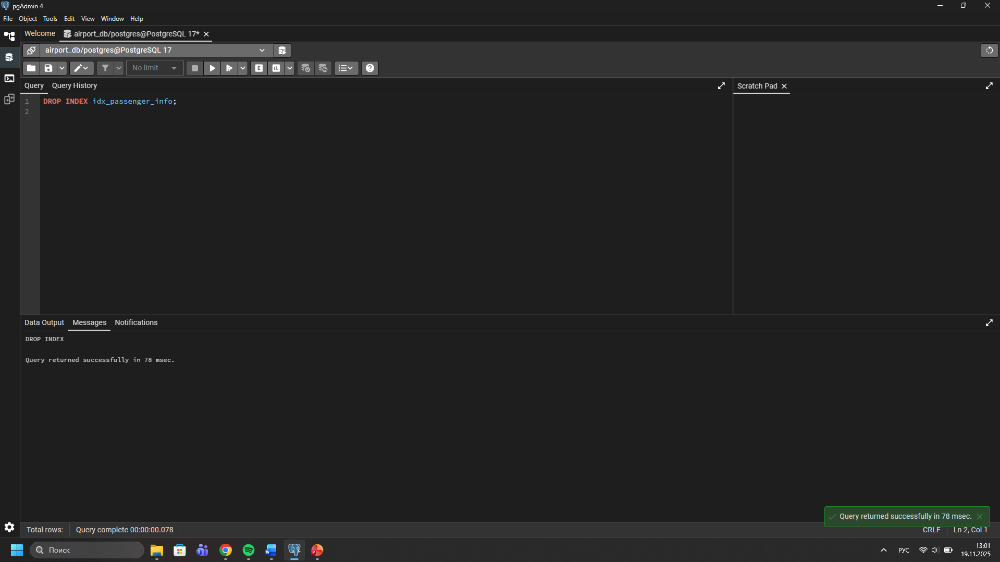 pgAdmin 4
File Object Tools Edit View Window Help
Welcome airport_db/postgres@PostgreSQL 17*
airport_db/postgres@PostgreSQL 17
No limit
Query Query History
Scratch Pad
1 DROP INDEX idx_passenger_info;
2
Data Output Messages Notifications
DROP INDEX
Query returned successfully in 78 msec.
Query returned successfully in 78 msec.
Total rows: Query complete 00:00:00.078
CRLF Ln 2, Col 1
Поиск
РУС
13:01
19.11.2025